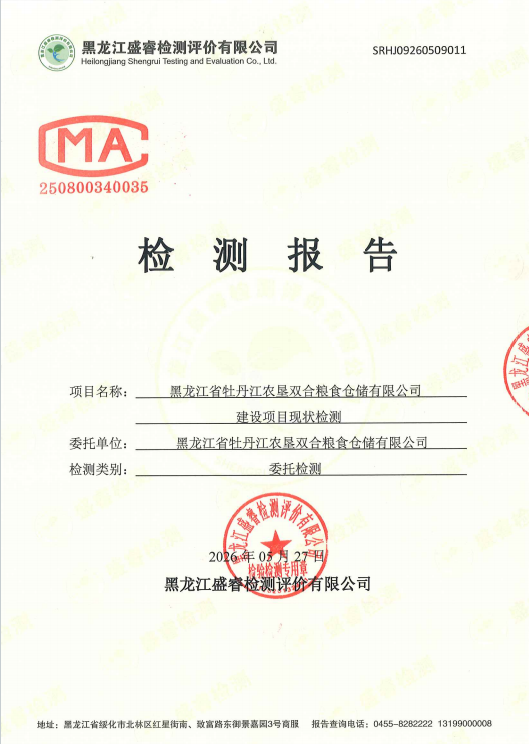 黑龙江盛睿检测评价有限公司
Heilongjiang Shengrui Testing and Evaluation Co., Ltd.
SRHJ09260509011
MA
250800340035
检测报告
项目名称：黑龙江省牡丹江农垦双合粮食仓储有限公司
建设项目现状检测
委托单位：黑龙江省牡丹江农垦双合粮食仓储有限公司
检测类别：委托检测
黑龙江盛睿检测评价有限公司
检验检测专用章
2026 年 05 月 27 日
黑龙江盛睿检测评价有限公司
地址：黑龙江省绥化市北林区红星街南、致富路东御景嘉园3号商服 报告查询电话：0455-8282222 13199000008